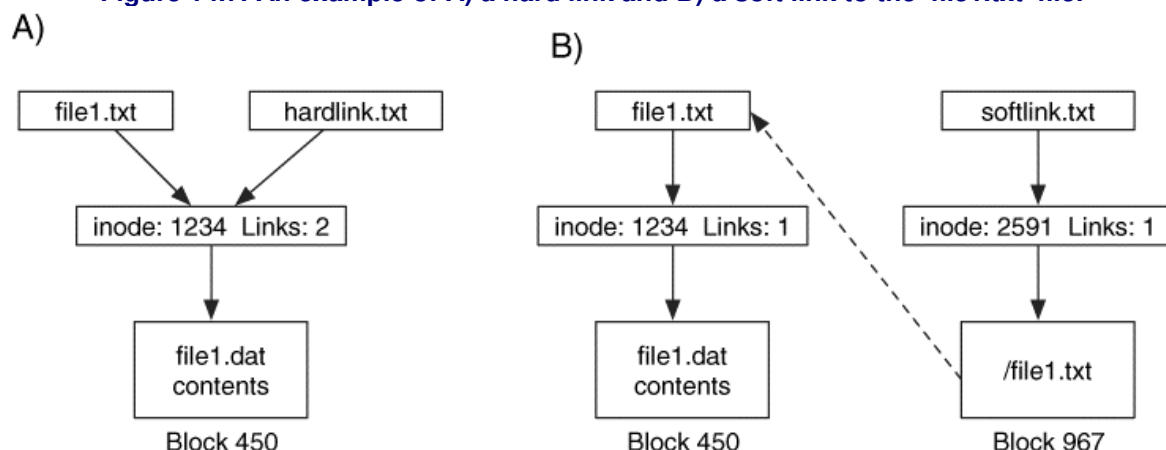 A)
file1.txt
hardlink.txt
inode: 1234 Links: 2
file1.dat
contents
Block 450
B)
file1.txt
softlink.txt
inode: 1234 Links: 1
inode: 2591 Links: 1
file1.dat
contents
/file1.txt
Block 450
Block 967